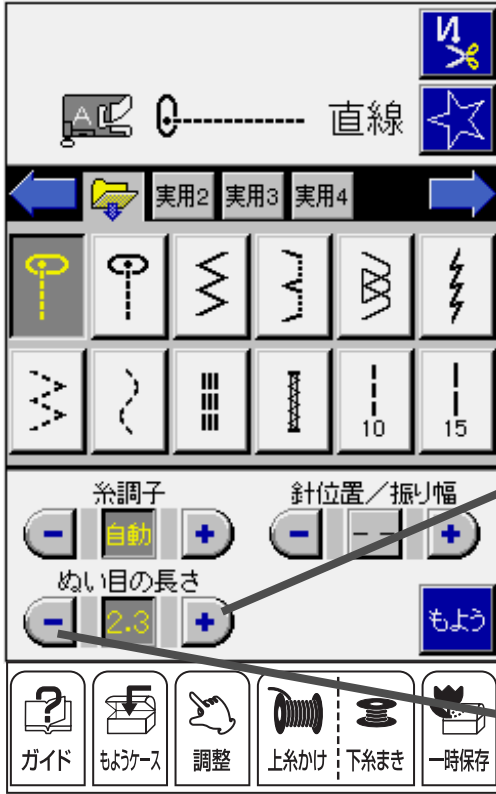 A
直線
実用2 実用3 実用4
10 15
糸調子 針位置／振り幅
- 自動 + - -- +
ぬい目の長さ
- 2.3 + もよう
ガイド もようケース 調整 上糸かけ 下糸まき 一時保存